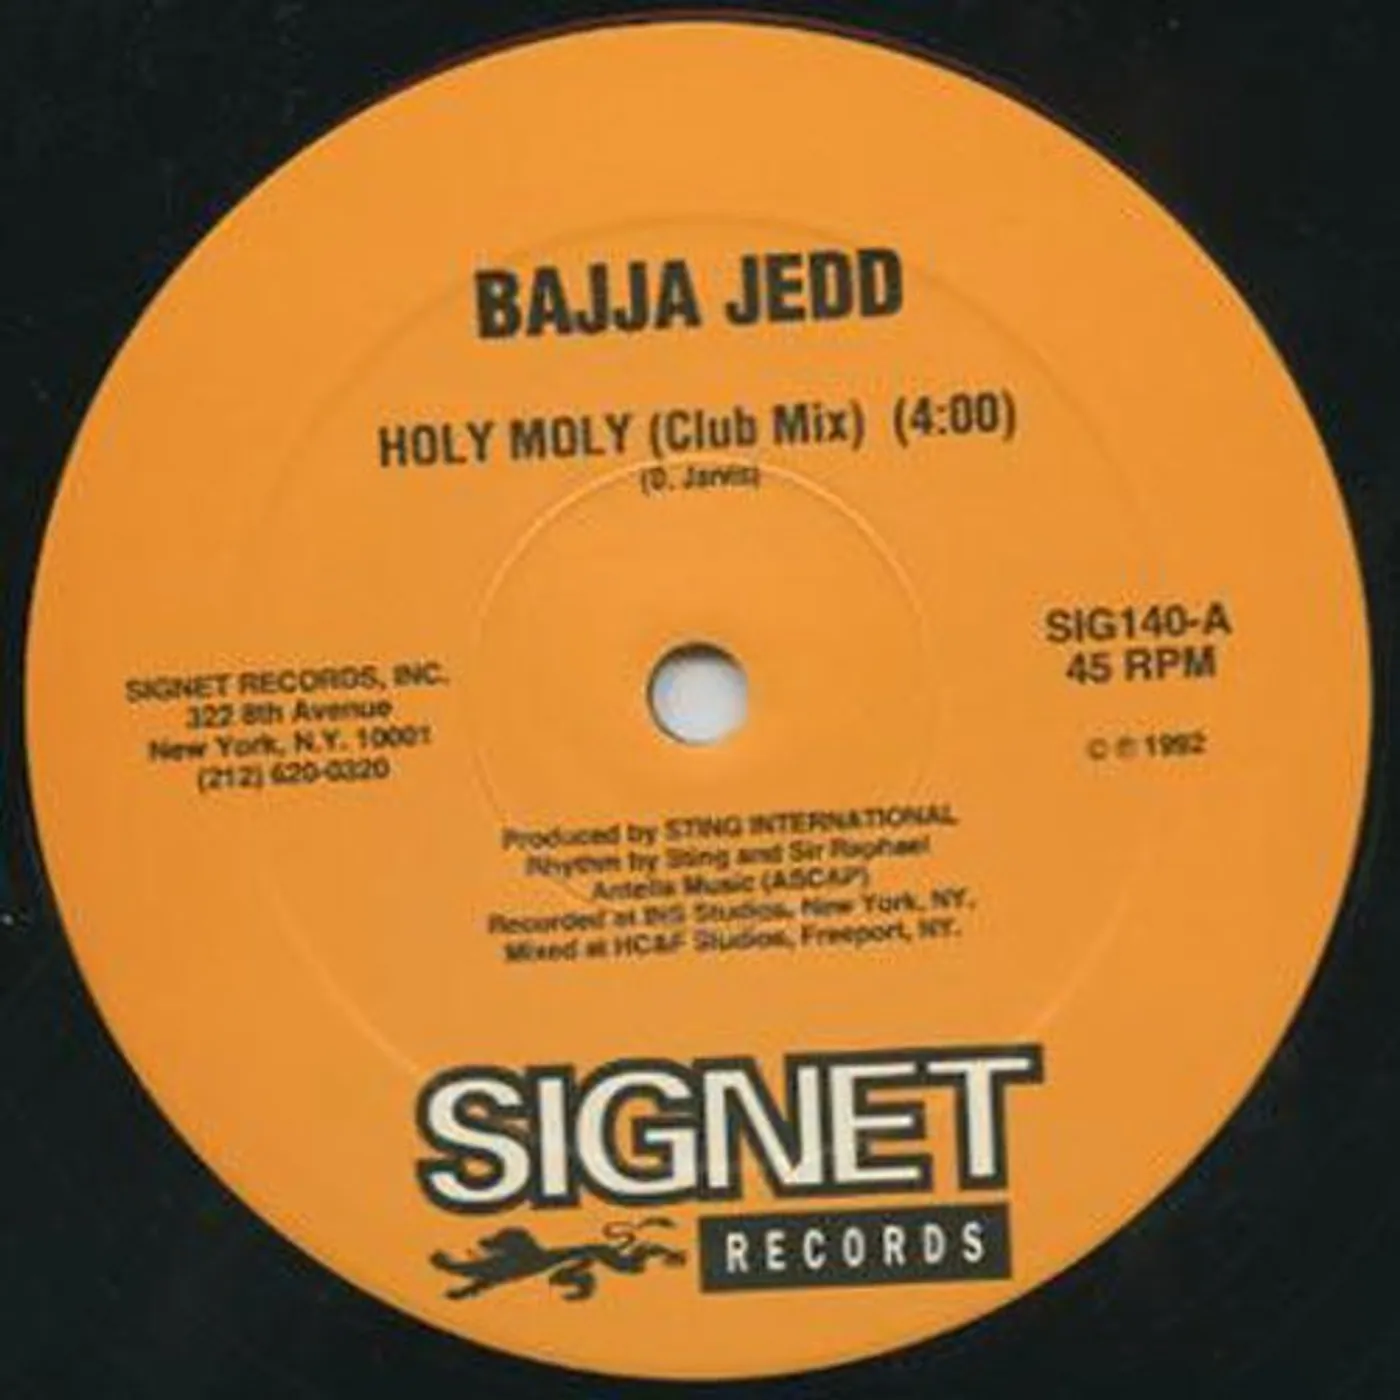 BAJJA JEDD
HOLY MOLY (Club Mix) (4:00)
(D. Jarvis)
SIG140-A
45 RPM
© ℗ 1992
SIGNET RECORDS, INC.
322 8th Avenue
New York, N.Y. 10001
(212) 620-0320
Produced by STING INTERNATIONAL
Rhythm by Sting and Sir Raphael
Antella Music (ASCAP)
Recorded at INS Studios, New York, NY.
Mixed at HC&F Studios, Freeport, NY.
SIGNET
RECORDS